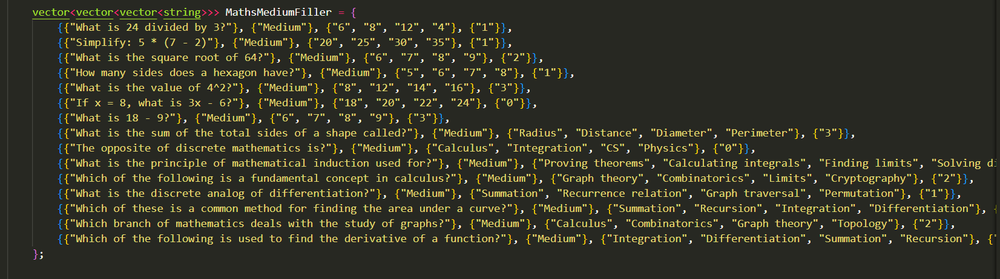 vector<vector<vector<string>>> MathsMediumFiller = {
{{"What is 24 divided by 3?"}, {"Medium"}, {"6", "8", "12", "4"}, {"1"}},
{{"Simplify: 5 * (7 - 2)"}, {"Medium"}, {"20", "25", "30", "35"}, {"1"}},
{{"What is the square root of 64?"}, {"Medium"}, {"6", "7", "8", "9"}, {"2"}},
{{"How many sides does a hexagon have?"}, {"Medium"}, {"5", "6", "7", "8"}, {"1"}},
{{"What is the value of 4^2?"}, {"Medium"}, {"8", "12", "14", "16"}, {"3"}},
{{"If x = 8, what is 3x - 6?"}, {"Medium"}, {"18", "20", "22", "24"}, {"0"}},
{{"What is 18 - 9?"}, {"Medium"}, {"6", "7", "8", "9"}, {"3"}},
{{"What is the sum of the total sides of a shape called?"}, {"Medium"}, {"Radius", "Distance", "Diameter", "Perimeter"}, {"3"}},
{{"The opposite of discrete mathematics is?"}, {"Medium"}, {"Calculus", "Integration", "CS", "Physics"}, {"0"}},
{{"What is the principle of mathematical induction used for?"}, {"Medium"}, {"Proving theorems", "Calculating integrals", "Finding limits", "Solving
{{"Which of the following is a fundamental concept in calculus?"}, {"Medium"}, {"Graph theory", "Combinatorics", "Limits", "Cryptography"}, {"2"}},
{{"What is the discrete analog of differentiation?"}, {"Medium"}, {"Summation", "Recurrence relation", "Graph traversal", "Permutation"}, {"1"}},
{{"Which of these is a common method for finding the area under a curve?"}, {"Medium"}, {"Summation", "Recursion", "Integration", "Differentiation"}, {
{{"Which branch of mathematics deals with the study of graphs?"}, {"Medium"}, {"Calculus", "Combinatorics", "Graph theory", "Topology"}, {"2"}},
{{"Which of the following is used to find the derivative of a function?"}, {"Medium"}, {"Integration", "Differentiation", "Summation", "Recursion"}, {"
};